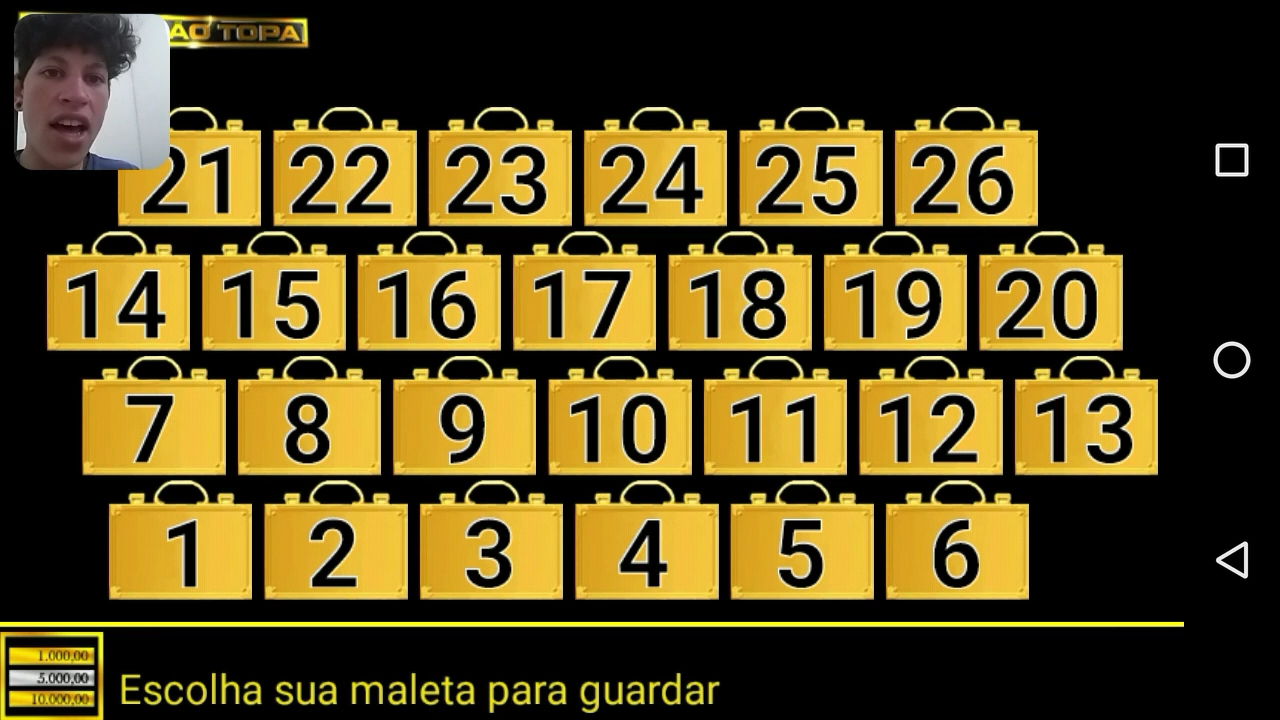 ÃO TOPA
21 22 23 24 25 26
14 15 16 17 18 19 20
7 8 9 10 11 12 13
1 2 3 4 5 6
1.000,00
5.000,00
10.000,00
Escolha sua maleta para guardar